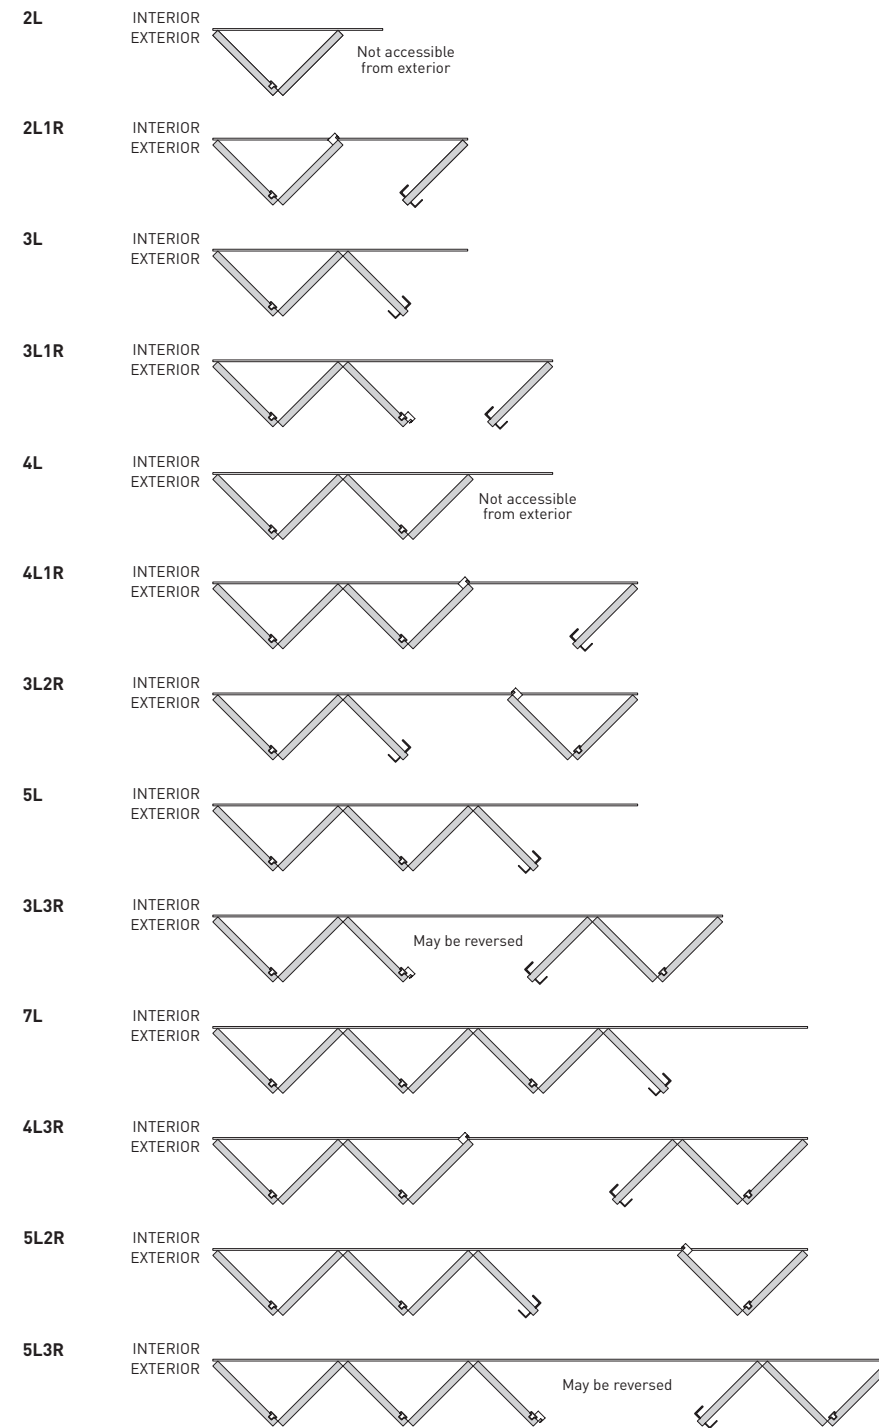 2L
INTERIOR
EXTERIOR
Not accessible
from exterior
2L1R
INTERIOR
EXTERIOR
3L
INTERIOR
EXTERIOR
3L1R
INTERIOR
EXTERIOR
4L
INTERIOR
EXTERIOR
Not accessible
from exterior
4L1R
INTERIOR
EXTERIOR
3L2R
INTERIOR
EXTERIOR
5L
INTERIOR
EXTERIOR
3L3R
INTERIOR
EXTERIOR
May be reversed
7L
INTERIOR
EXTERIOR
4L3R
INTERIOR
EXTERIOR
5L2R
INTERIOR
EXTERIOR
5L3R
INTERIOR
EXTERIOR
May be reversed